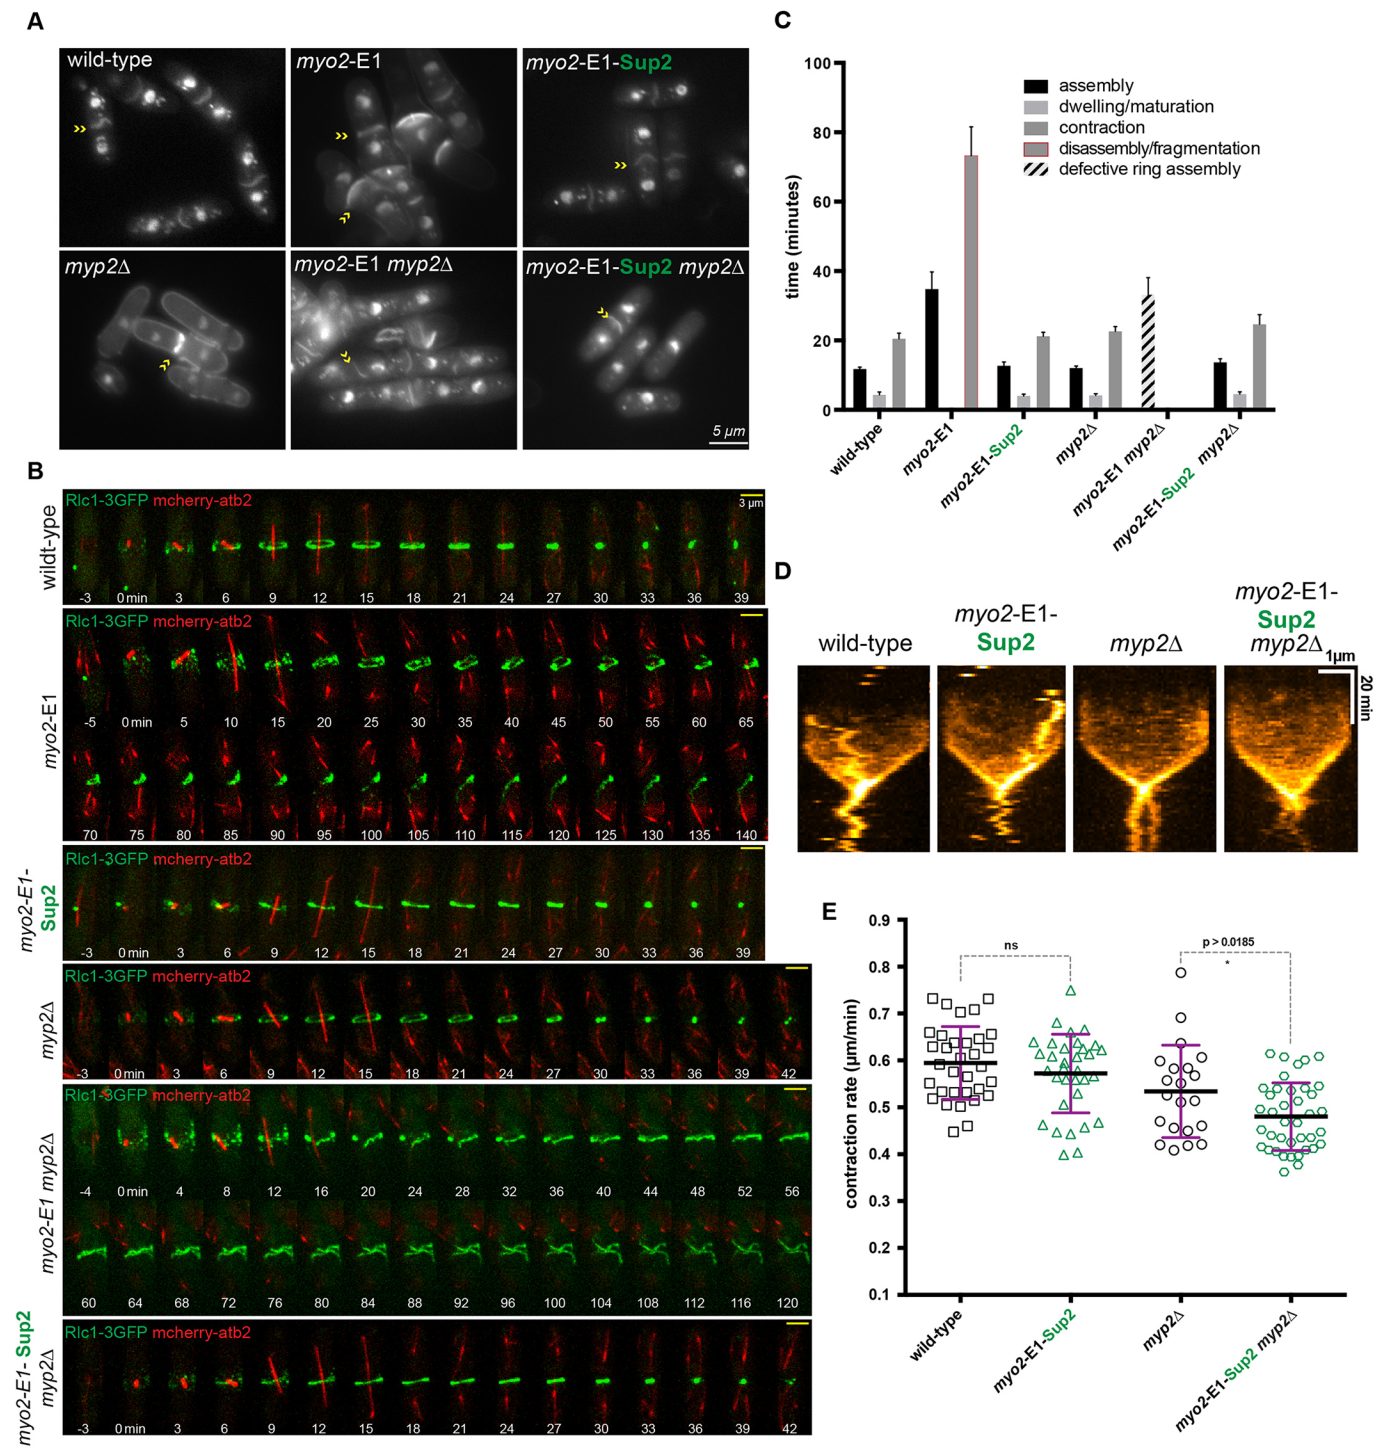 A
wild-type
myo2-E1
myo2-E1-Sup2
myp2Δ
myo2-E1 myp2Δ
myo2-E1-Sup2 myp2Δ
5 µm
B
wildt-ype
Rlc1-3GFP mcherry-atb2
3 µm
-3 0 min 3 6 9 12 15 18 21 24 27 30 33 36 39
myo2-E1
Rlc1-3GFP mcherry-atb2
-5 0 min 5 10 15 20 25 30 35 40 45 50 55 60 65
70 75 80 85 90 95 100 105 110 115 120 125 130 135 140
myo2-E1-
Sup2
Rlc1-3GFP mcherry-atb2
-3 0 min 3 6 9 12 15 18 21 24 27 30 33 36 39
myp2Δ
Rlc1-3GFP mcherry-atb2
-3 0 min 3 6 9 12 15 18 21 24 27 30 33 36 39 42
myo2-E1 myp2Δ
Rlc1-3GFP mcherry-atb2
-4 0 min 4 8 12 16 20 24 28 32 36 40 44 48 52 56
60 64 68 72 76 80 84 88 92 96 100 104 108 112 116 120
myo2-E1- Sup2
myp2Δ
Rlc1-3GFP mcherry-atb2
-3 0 min 3 6 9 12 15 18 21 24 27 30 33 36 39 42
C
time (minutes)
100
80
60
40
20
0
assembly
dwelling/maturation
contraction
disassembly/fragmentation
defective ring assembly
wild-type
myo2-E1
myo2-E1-Sup2
myp2Δ
myo2-E1 myp2Δ
myo2-E1-Sup2 myp2Δ
D
wild-type
myo2-E1-
Sup2
myp2Δ
myo2-E1-
Sup2
myp2Δ
1µm
20 min
E
contraction rate (µm/min)
0.9
0.8
0.7
0.6
0.5
0.4
0.3
0.2
0.1
ns
p > 0.0185
*
wild-type
myo2-E1-Sup2
myp2Δ
myo2-E1-Sup2 myp2Δ